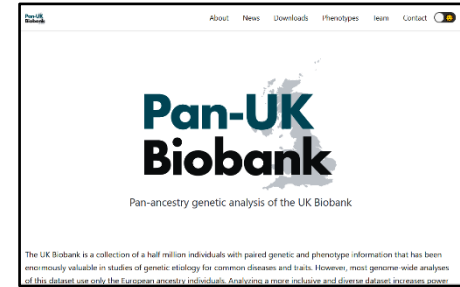 Pan-UK
Biobank
About News Downloads Phenotypes Team Contact
Pan-UK
Biobank
Pan-ancestry genetic analysis of the UK Biobank
The UK Biobank is a collection of a half million individuals with paired genetic and phenotype information that has been
enormously valuable in studies of genetic etiology for common diseases and traits. However, most genome-wide analyses
of this dataset use only the European ancestry individuals. Analyzing a more inclusive and diverse dataset increases power